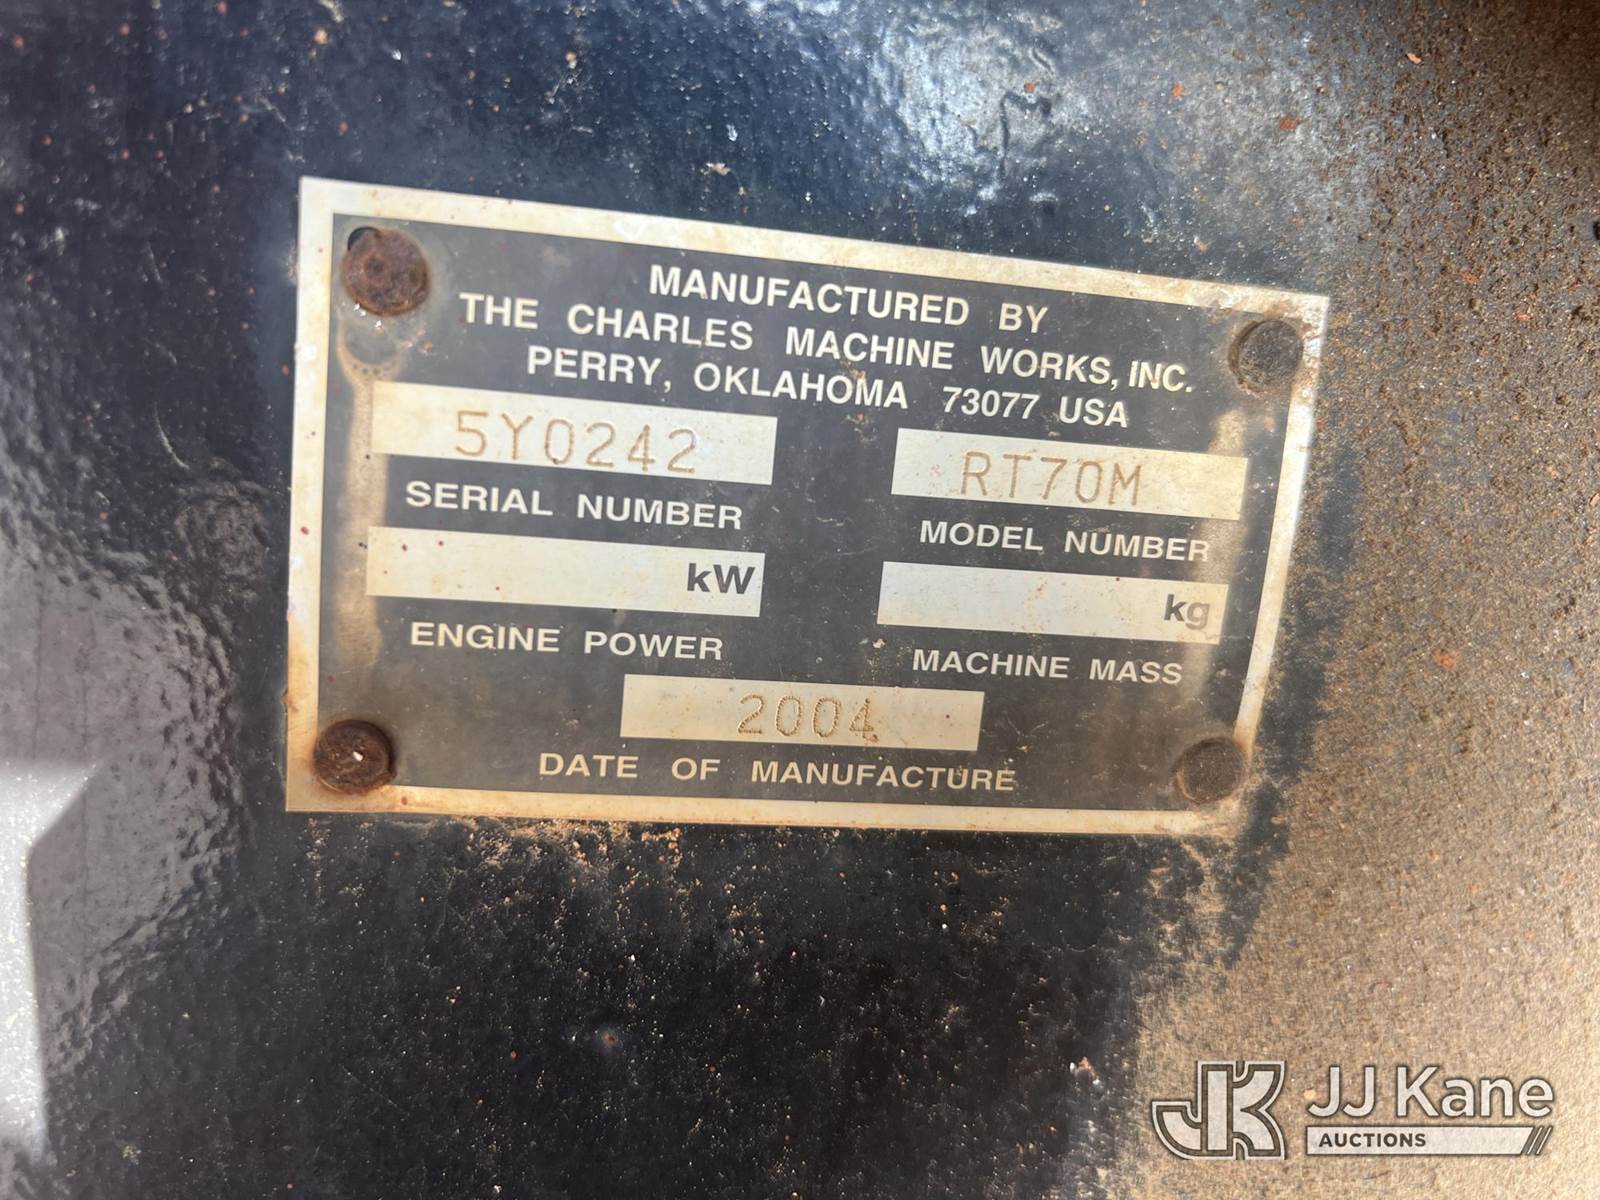 MANUFACTURED BY
THE CHARLES MACHINE WORKS, INC.
PERRY, OKLAHOMA 73077 USA
5Y0242 RT70M
SERIAL NUMBER MODEL NUMBER
kW kg
ENGINE POWER MACHINE MASS
2004
DATE OF MANUFACTURE
JK JJ Kane
AUCTIONS